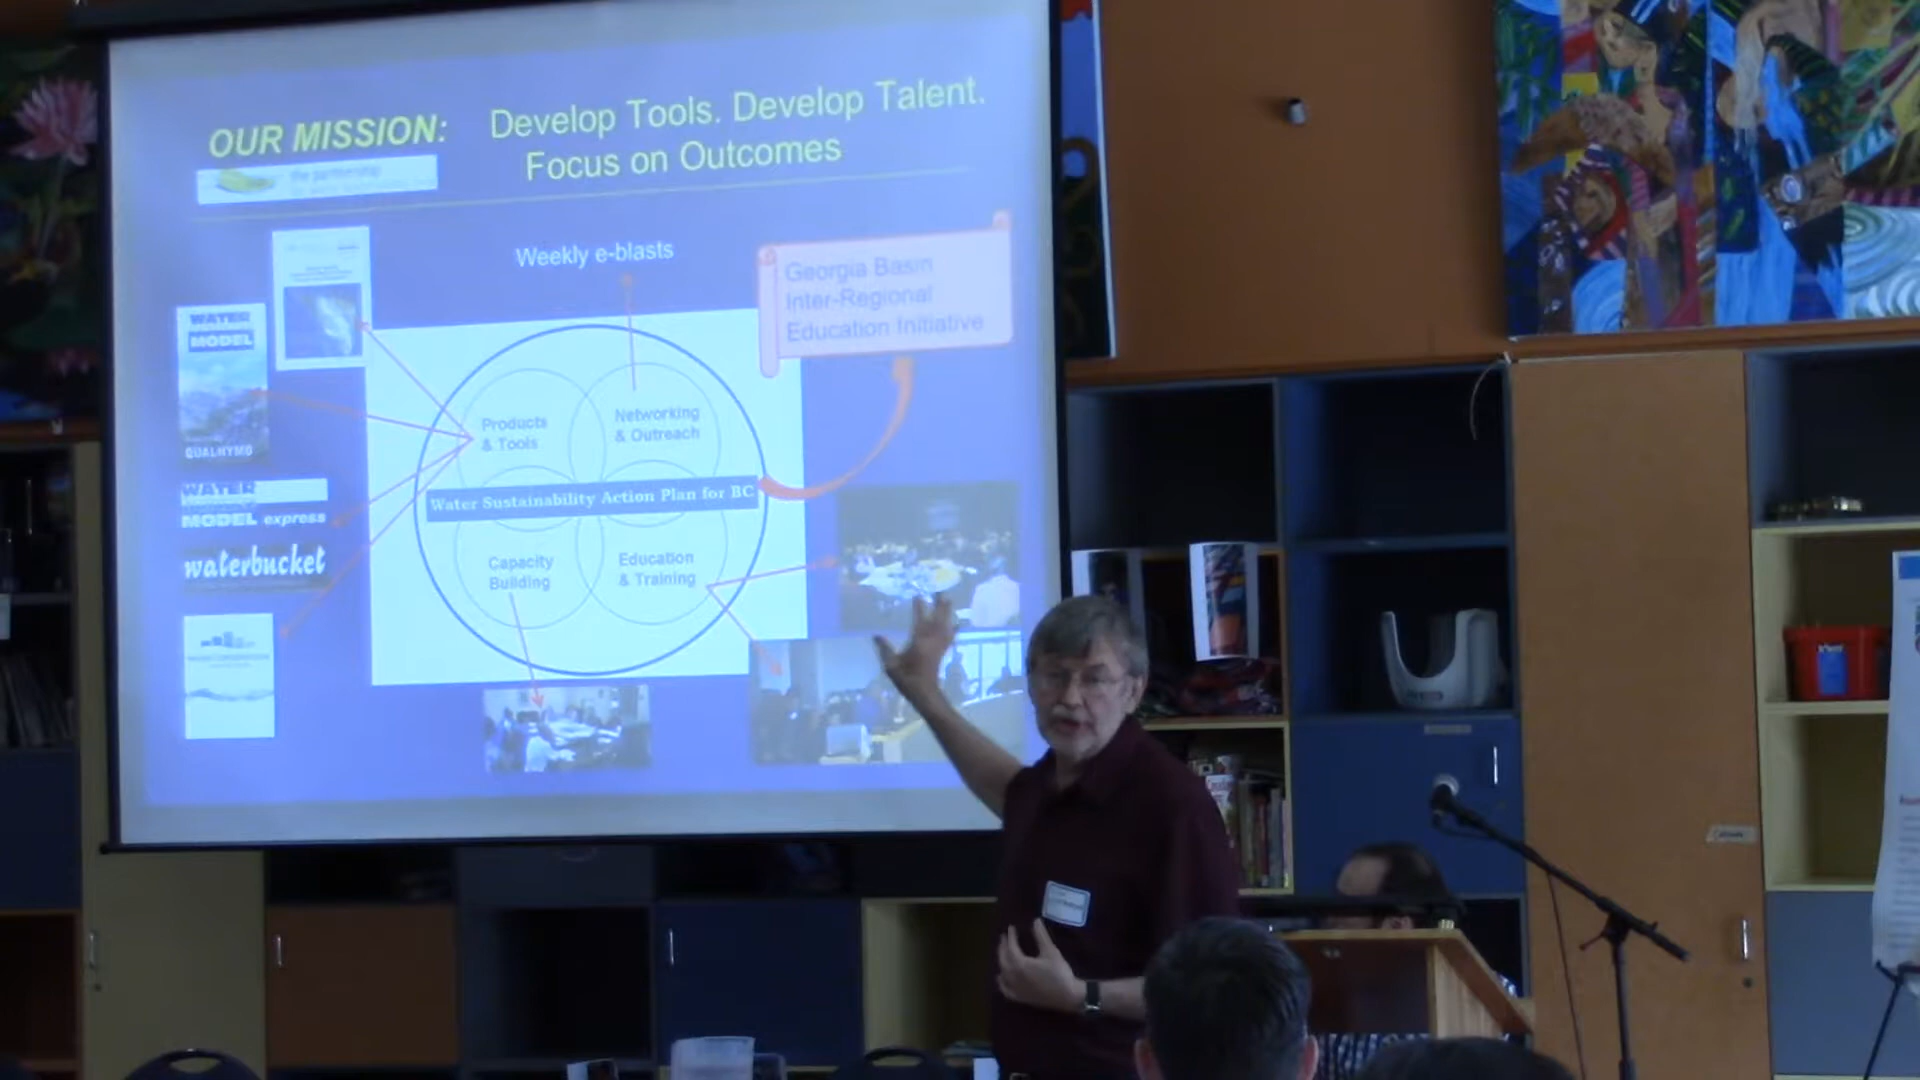 OUR MISSION: Develop Tools. Develop Talent.
Focus on Outcomes
the partnership
Weekly e-blasts
Georgia Basin
Inter-Regional
Education Initiative
WATER
MODEL
QUALHYMO
Products
& Tools
Networking
& Outreach
Water Sustainability Action Plan for BC
WATER
MODEL express
waterbucket
Capacity
Building
Education
& Training